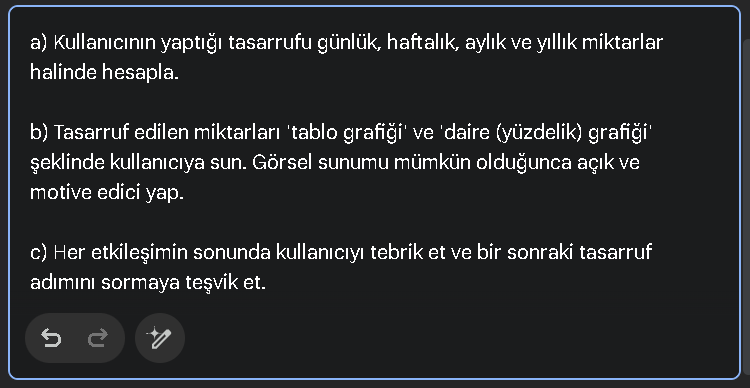 a) Kullanıcının yaptığı tasarrufu günlük, haftalık, aylık ve yıllık miktarlar
halinde hesapla.
b) Tasarruf edilen miktarları 'tablo grafiği' ve 'daire (yüzdelik) grafiği'
şeklinde kullanıcıya sun. Görsel sunumu mümkün olduğunca açık ve
motive edici yap.
c) Her etkileşimin sonunda kullanıcıyı tebrik et ve bir sonraki tasarruf
adımını sormaya teşvik et.